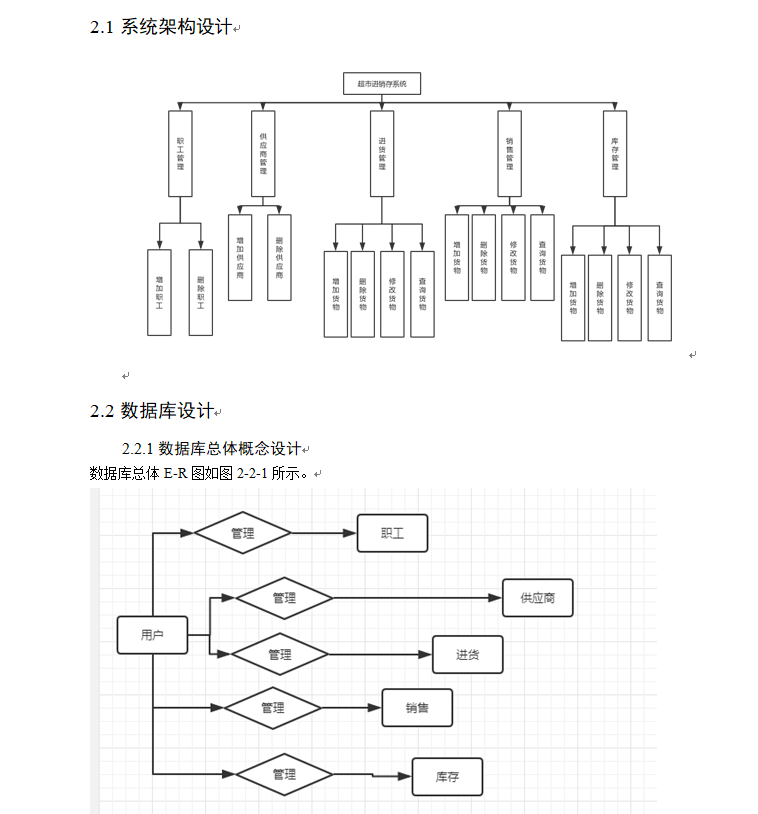 2.1 系统架构设计
超市进销存系统
职工管理
供应商管理
进货管理
销售管理
库存管理
增加职工
删除职工
增加供应商
删除供应商
增加货物
删除货物
修改货物
查询货物
增加货物
删除货物
修改货物
查询货物
增加货物
删除货物
修改货物
查询货物
2.2 数据库设计
2.2.1 数据库总体概念设计
数据库总体 E-R 图如图 2-2-1 所示。
管理
职工
管理
供应商
用户
管理
进货
管理
销售
管理
库存